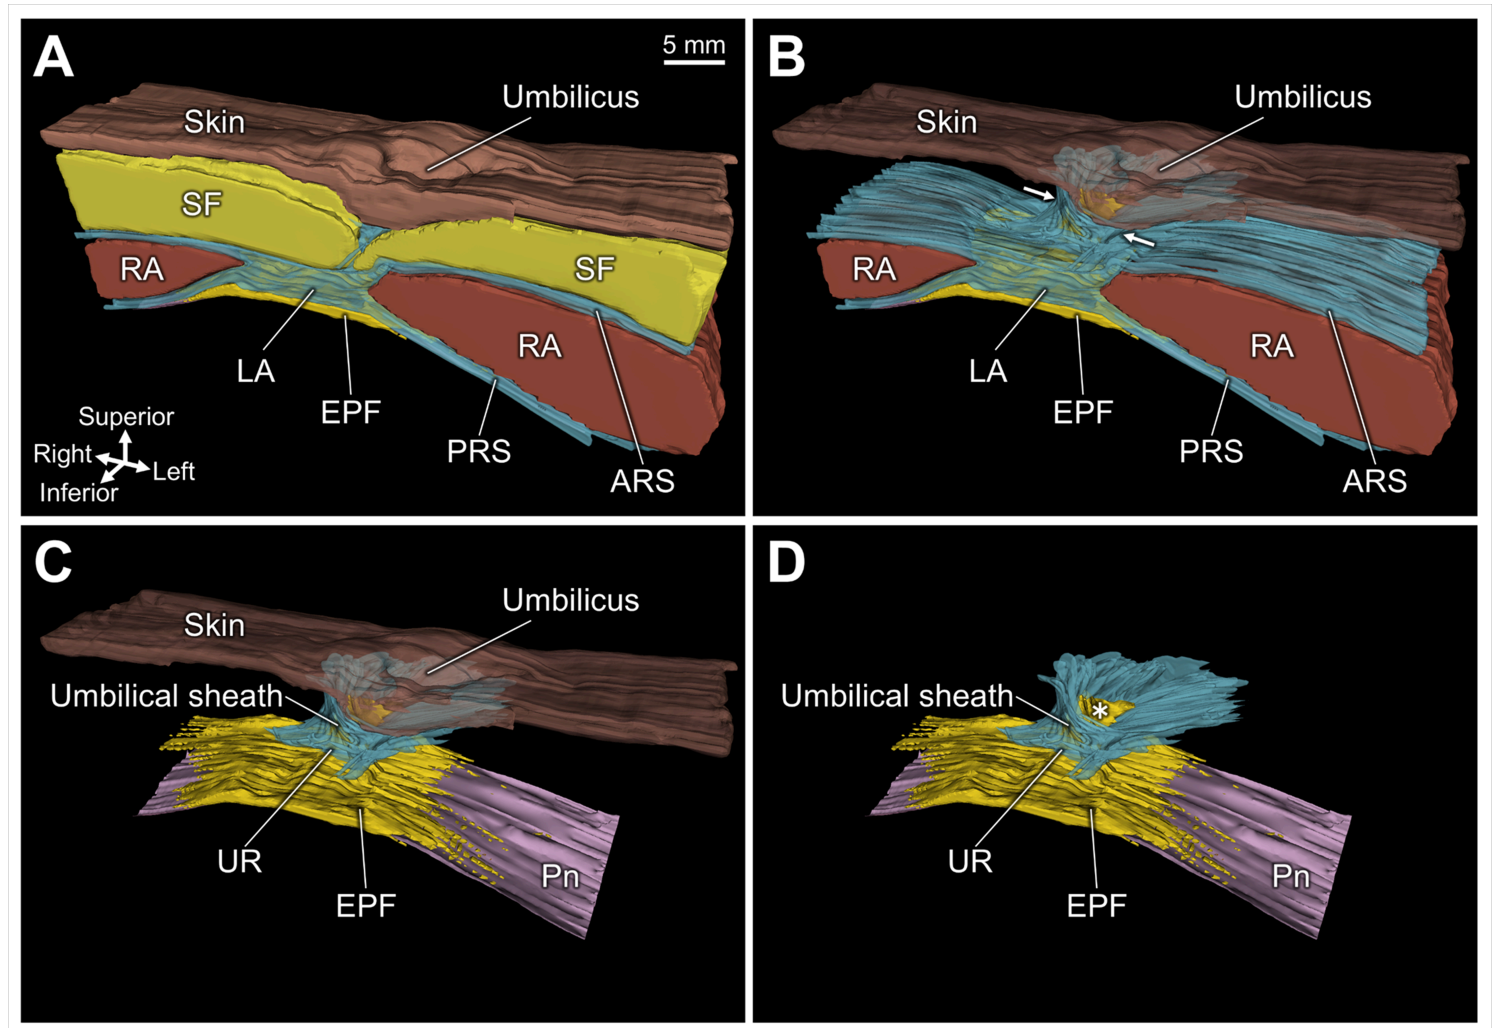 A
5 mm
Umbilicus
Skin
SF
RA
SF
RA
LA
EPF
PRS
ARS
Superior
Right
Left
Inferior
B
Umbilicus
Skin
RA
RA
LA
EPF
PRS
ARS
C
Umbilicus
Skin
Umbilical sheath
UR
EPF
Pn
D
Umbilical sheath
*
UR
EPF
Pn